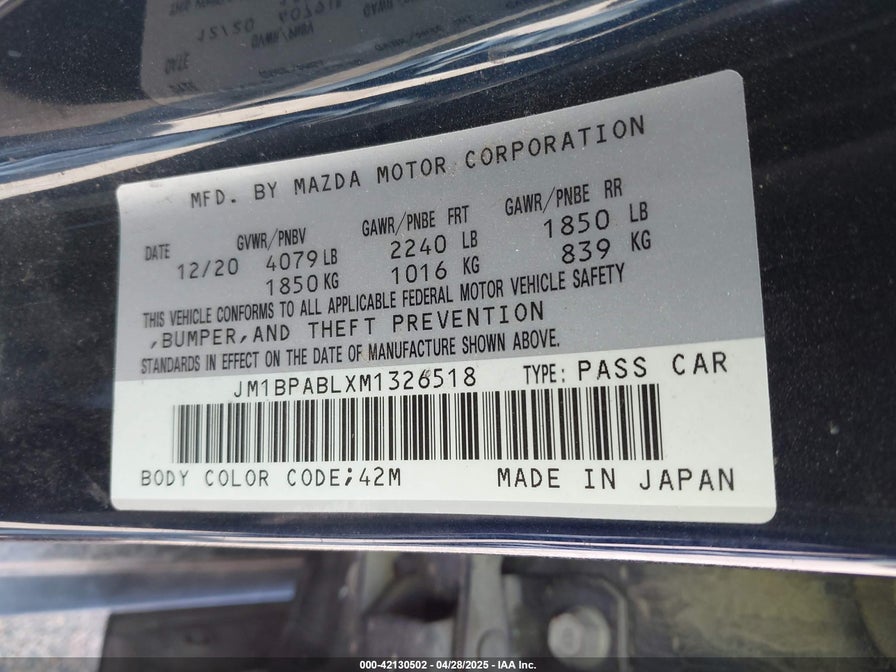 MFD. BY MAZDA MOTOR CORPORATION
DATE GVWR/PNBV GAWR/PNBE FRT GAWR/PNBE RR
12/20 4079 LB 2240 LB 1850 LB
1850 KG 1016 KG 839 KG
THIS VEHICLE CONFORMS TO ALL APPLICABLE FEDERAL MOTOR VEHICLE SAFETY
,BUMPER,AND THEFT PREVENTION
STANDARDS IN EFFECT ON THE DATE OF MANUFACTURE SHOWN ABOVE.
JM1BPABLXM1326518 TYPE: PASS CAR
BODY COLOR CODE;42M MADE IN JAPAN
000-42130502 - 04/28/2025 - IAA Inc.